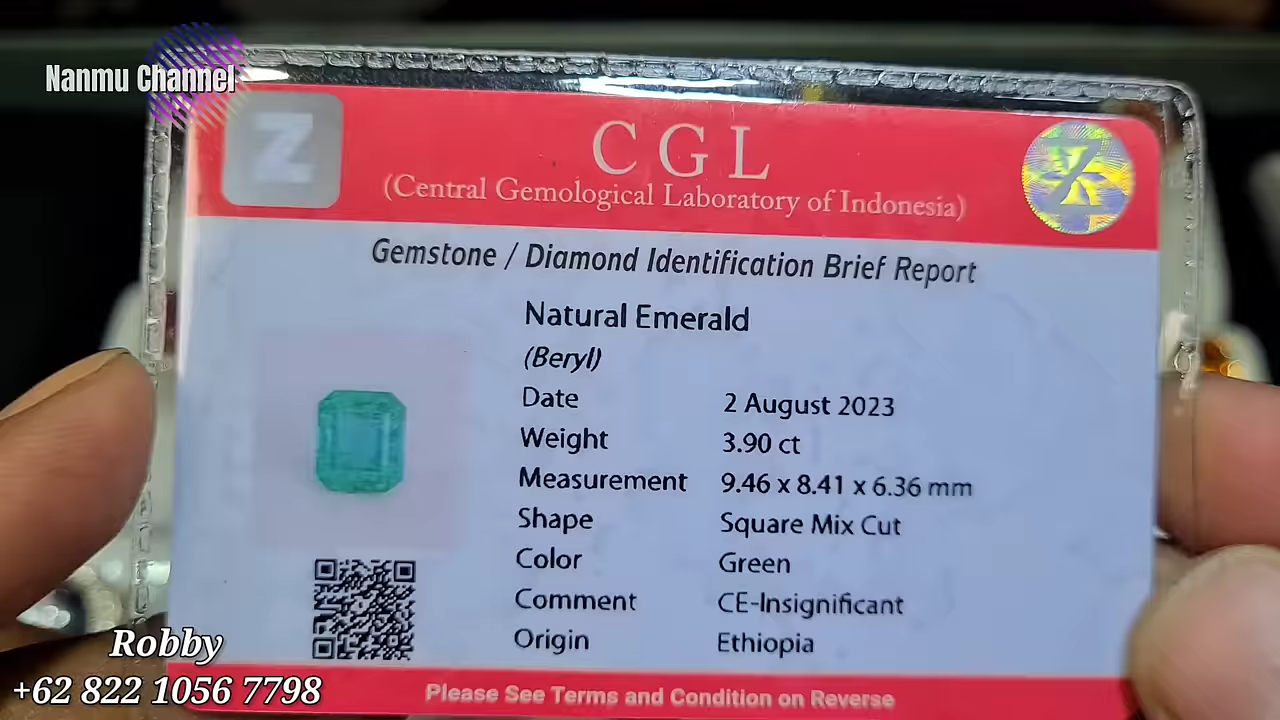 Nanmu Channel
Z
C G L
(Central Gemological Laboratory of Indonesia)
Gemstone / Diamond Identification Brief Report
Natural Emerald
(Beryl)
Date 2 August 2023
Weight 3.90 ct
Measurement 9.46 x 8.41 x 6.36 mm
Shape Square Mix Cut
Color Green
Comment CE-Insignificant
Origin Ethiopia
Robby
+62 822 1056 7798
Please See Terms and Condition on Reverse